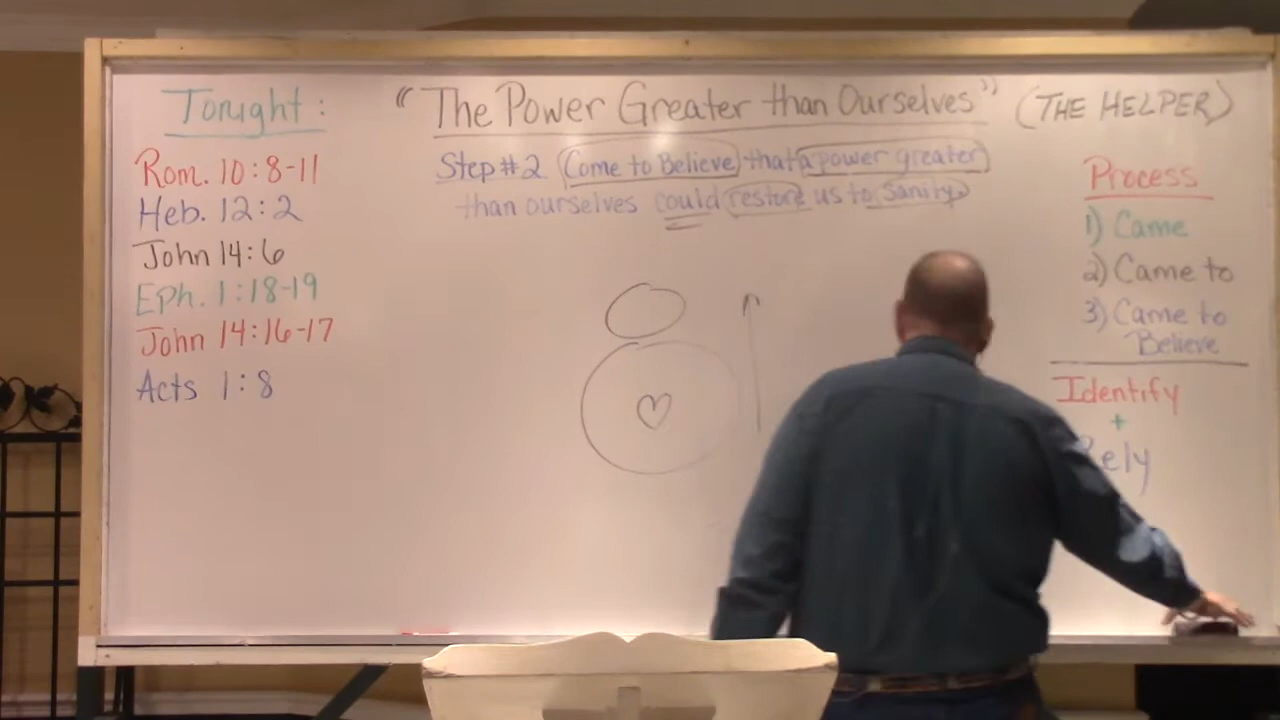 Tonight:
Rom. 10:8-11
Heb. 12:2
John 14:6
Eph. 1:18-19
John 14:16-17
Acts 1:8
"The Power Greater than Ourselves" (THE HELPER)
Step #2 Come to Believe that a power greater
than ourselves could restore us to sanity
Process
1) Came
2) Came to
3) Came to
Believe
Identify
+